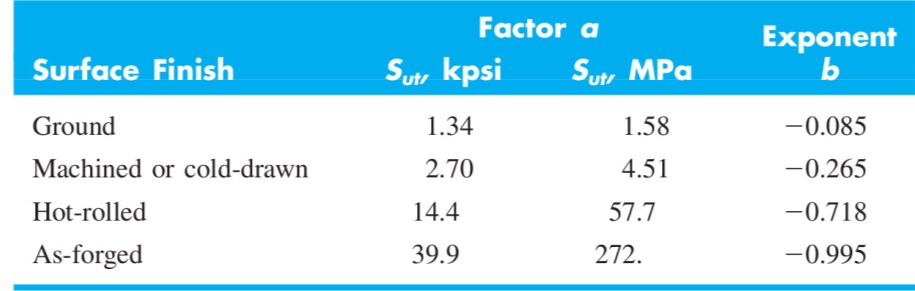 Factor a
Exponent
Surface Finish Sut, kpsi Sut, MPa b
Ground 1.34 1.58 −0.085
Machined or cold-drawn 2.70 4.51 −0.265
Hot-rolled 14.4 57.7 −0.718
As-forged 39.9 272. −0.995